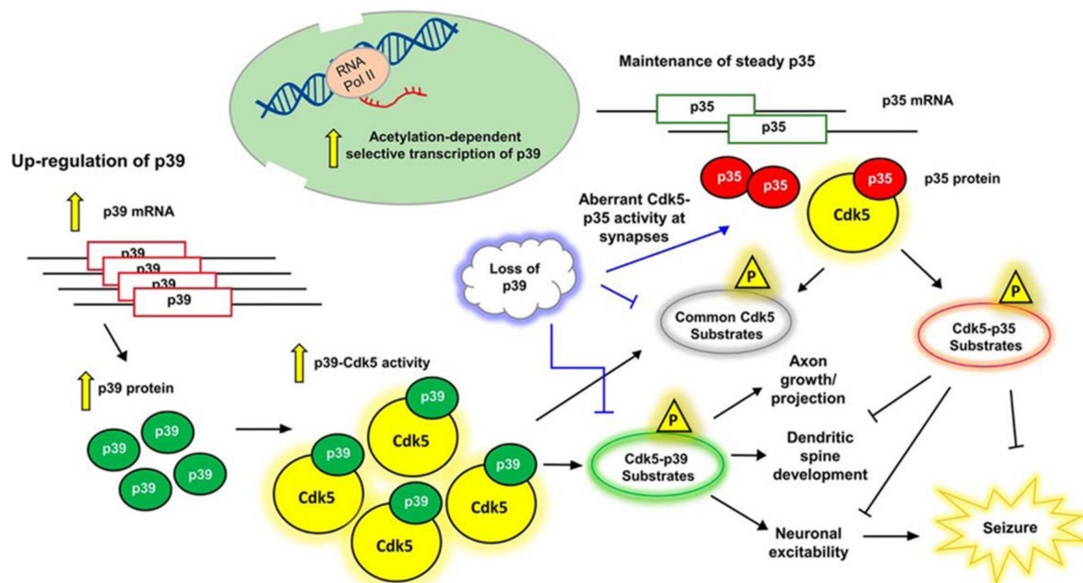 RNA
Pol II
Acetylation-dependent
selective transcription of p39
Maintenance of steady p35
p35
p35 mRNA
p35
Up-regulation of p39
p39 mRNA
p39
p39
p39
p39
p35
p35
p35
p35 protein
Cdk5
Aberrant Cdk5-
p35 activity at
synapses
Loss of
p39
P
Common Cdk5
Substrates
P
Cdk5-p35
Substrates
p39 protein
p39
p39
p39
p39
p39-Cdk5 activity
p39
Cdk5
p39
Cdk5
p39
Cdk5
p39
Cdk5
P
Cdk5-p39
Substrates
Axon
growth/
projection
Dendritic
spine
development
Neuronal
excitability
Seizure